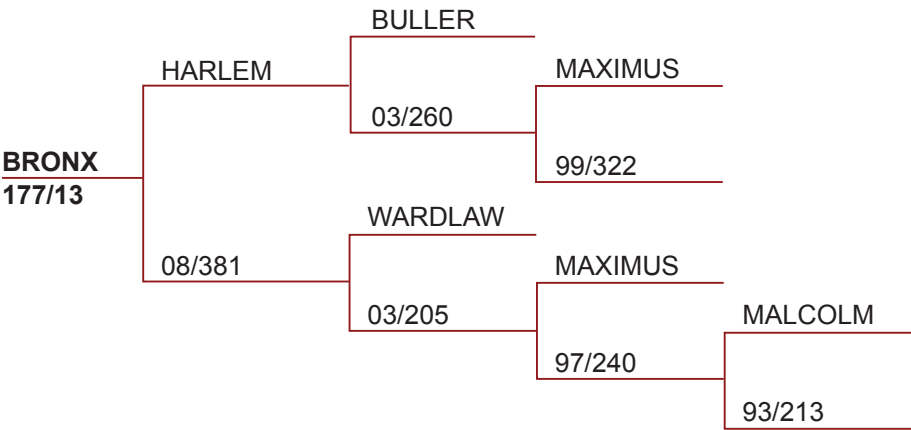 BULLER
HARLEM
MAXIMUS
03/260
BRONX
99/322
177/13
WARDLAW
08/381
MAXIMUS
03/205
MALCOLM
97/240
93/213